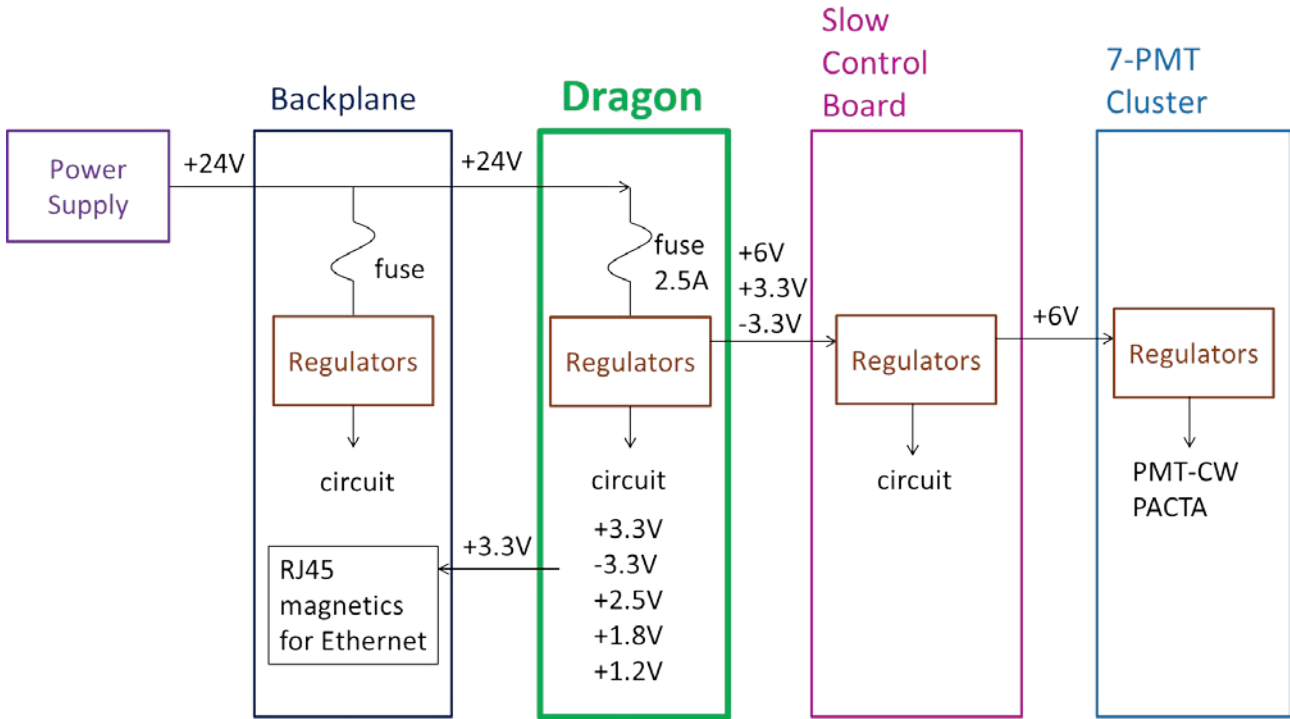 Slow
Control
Board
7-PMT
Cluster
Backplane
Dragon
Power
Supply
+24V
+24V
fuse
fuse
2.5A
+6V
+3.3V
-3.3V
+6V
Regulators
Regulators
Regulators
Regulators
circuit
circuit
circuit
PMT-CW
PACTA
+3.3V
-3.3V
+2.5V
+1.8V
+1.2V
+3.3V
RJ45
magnetics
for Ethernet